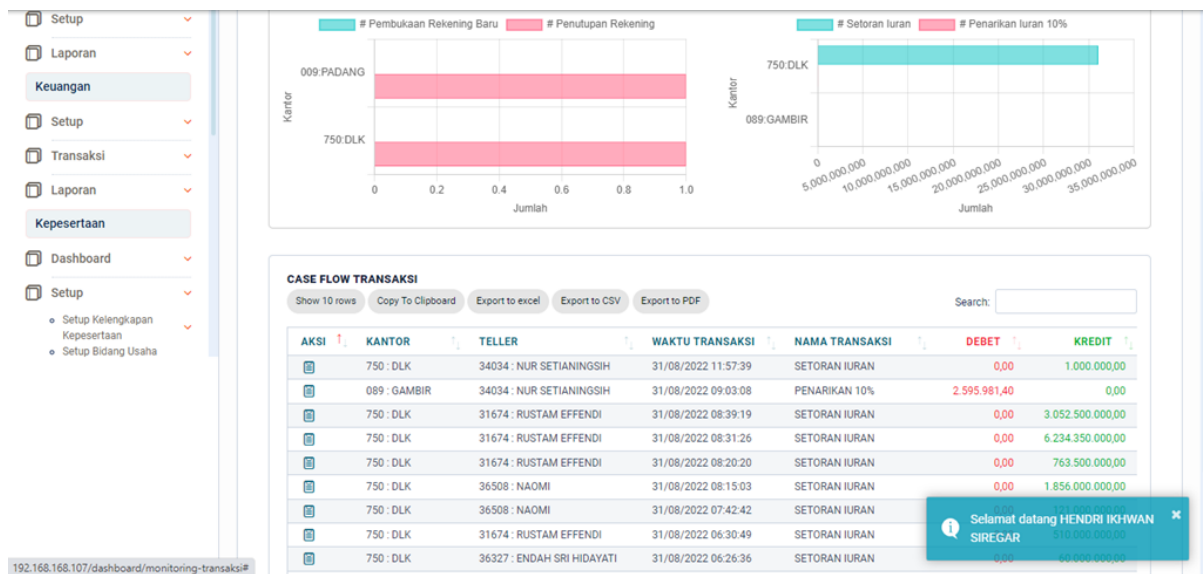 Setup
Laporan
Keuangan
Setup
Transaksi
Laporan
Kepesertaan
Dashboard
Setup
Setup Kelengkapan
Kepesertaan
Setup Bidang Usaha
# Pembukaan Rekening Baru # Penutupan Rekening
Kantor
009:PADANG
750:DLK
0 0.2 0.4 0.6 0.8 1.0
Jumlah
# Setoran Iuran # Penarikan Iuran 10%
Kantor
750:DLK
089:GAMBIR
0 5.000.000.000 10.000.000.000 15.000.000.000 20.000.000.000 25.000.000.000 30.000.000.000 35.000.000.000
Jumlah
CASE FLOW TRANSAKSI
Show 10 rows Copy To Clipboard Export to excel Export to CSV Export to PDF Search:
AKSI KANTOR TELLER WAKTU TRANSAKSI NAMA TRANSAKSI DEBET KREDIT
750 : DLK 34034 : NUR SETIANINGSIH 31/08/2022 11:57:39 SETORAN IURAN 0,00 1.000.000,00
089 : GAMBIR 34034 : NUR SETIANINGSIH 31/08/2022 09:03:08 PENARIKAN 10% 2.595.981,40 0,00
750 : DLK 31674 : RUSTAM EFFENDI 31/08/2022 08:39:19 SETORAN IURAN 0,00 3.052.500.000,00
750 : DLK 31674 : RUSTAM EFFENDI 31/08/2022 08:31:26 SETORAN IURAN 0,00 6.234.350.000,00
750 : DLK 31674 : RUSTAM EFFENDI 31/08/2022 08:20:20 SETORAN IURAN 0,00 763.500.000,00
750 : DLK 36508 : NAOMI 31/08/2022 08:15:03 SETORAN IURAN 0,00 1.856.000.000,00
750 : DLK 36508 : NAOMI 31/08/2022 07:42:42 SETORAN IURAN
750 : DLK 31674 : RUSTAM EFFENDI 31/08/2022 06:30:49 SETORAN IURAN
750 : DLK 36327 : ENDAH SRI HIDAYATI 31/08/2022 06:26:36 SETORAN IURAN 0,00 60.000.000,00
Selamat datang HENDRI IKHWAN
SIREGAR
192.168.168.107/dashboard/monitoring-transaksi#